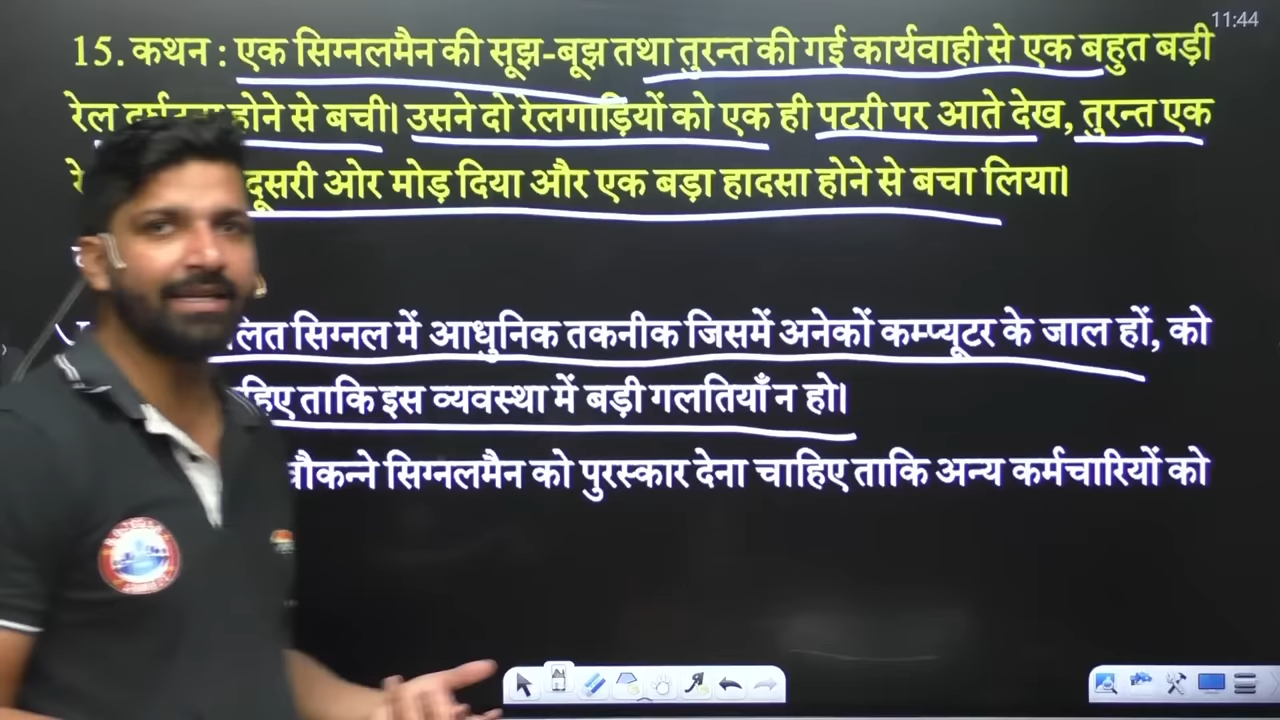 11:44
15. कथन : एक सिग्नलमैन की सूझ-बूझ तथा तुरन्त की गई कार्यवाही से एक बहुत बड़ी
रेल होने से बची। उसने दो रेलगाड़ियों को एक ही पटरी पर आते देख, तुरन्त एक
दूसरी ओर मोड़ दिया और एक बड़ा हादसा होने से बचा लिया।
सिग्नल में आधुनिक तकनीक जिसमें अनेकों कम्प्यूटर के जाल हों, को
ताकि इस व्यवस्था में बड़ी गलतियाँ न हो।
सिग्नलमैन को पुरस्कार देना चाहिए ताकि अन्य कर्मचारियों को